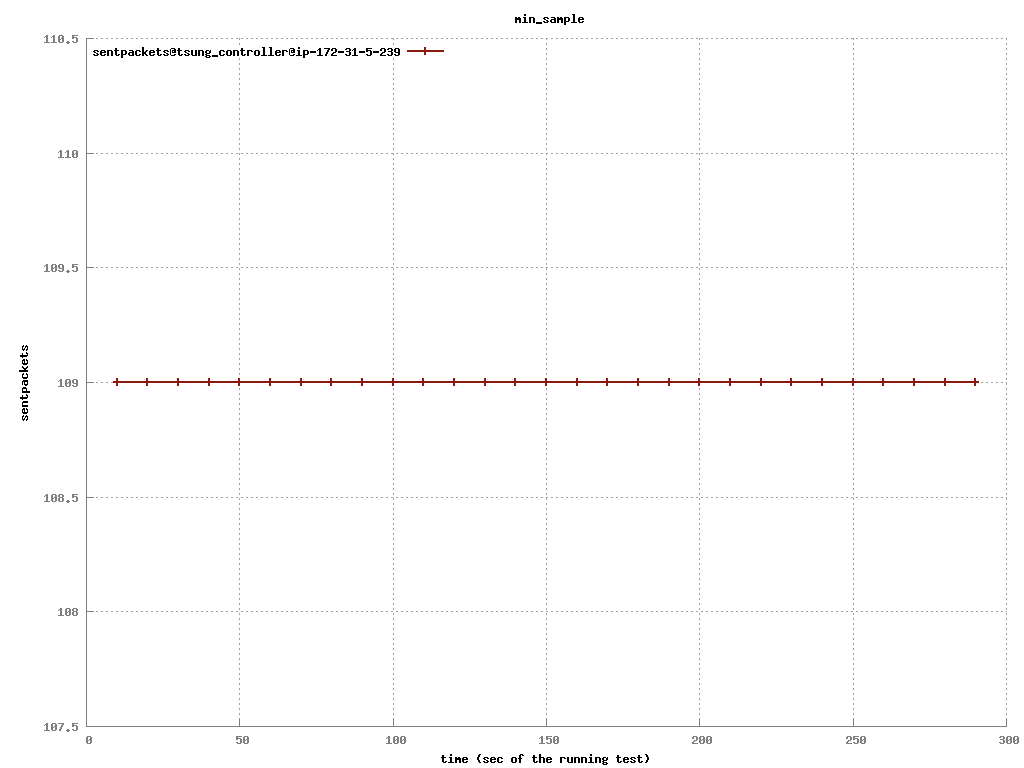 min_sample
110.5
sentpackets@tsung_controller@ip-172-31-5-239
110
109.5
109
108.5
108
107.5
sentpackets
0 50 100 150 200 250 300
time (sec of the running test)